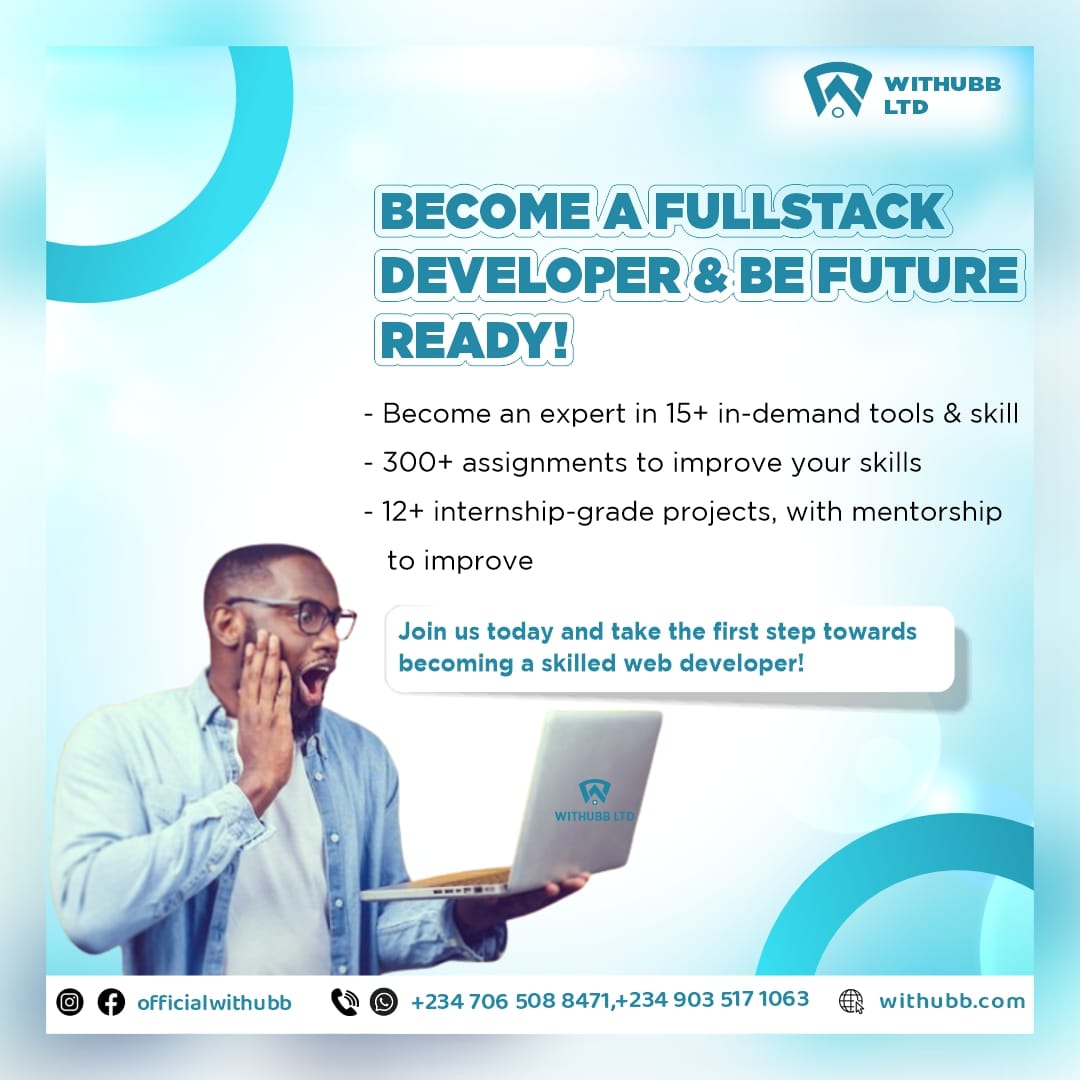 WITHUBB
LTD
BECOME A FULLSTACK
DEVELOPER & BE FUTURE
READY!
- Become an expert in 15+ in-demand tools & skill
- 300+ assignments to improve your skills
- 12+ internship-grade projects, with mentorship
to improve
Join us today and take the first step towards
becoming a skilled web developer!
WITHUBB LTD
officialwithubb +234 706 508 8471,+234 903 517 1063 withubb.com